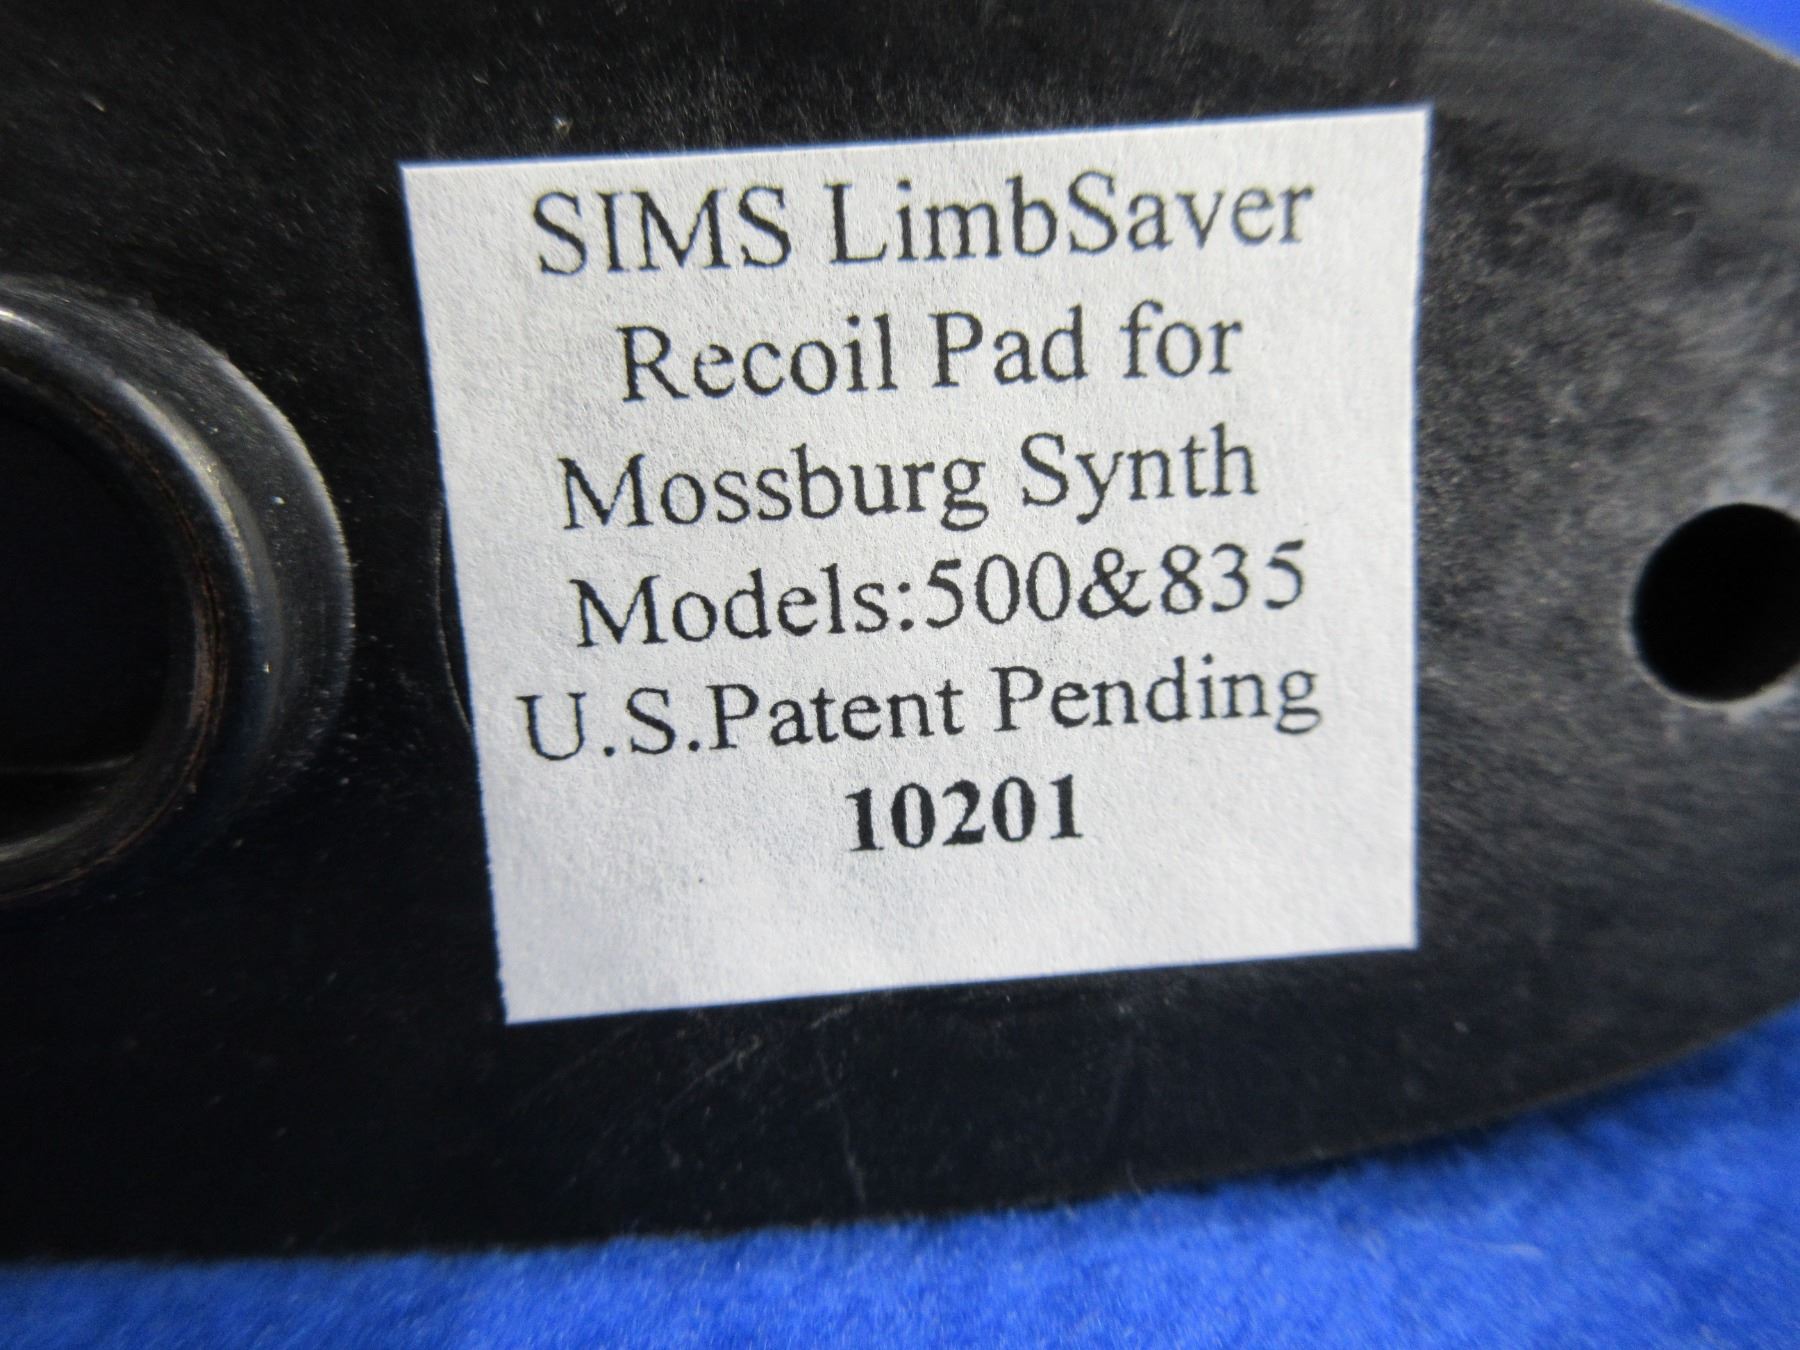 SIMS LimbSaver
Recoil Pad for
Mossburg Synth
Models:500&835
U.S.Patent Pending
10201